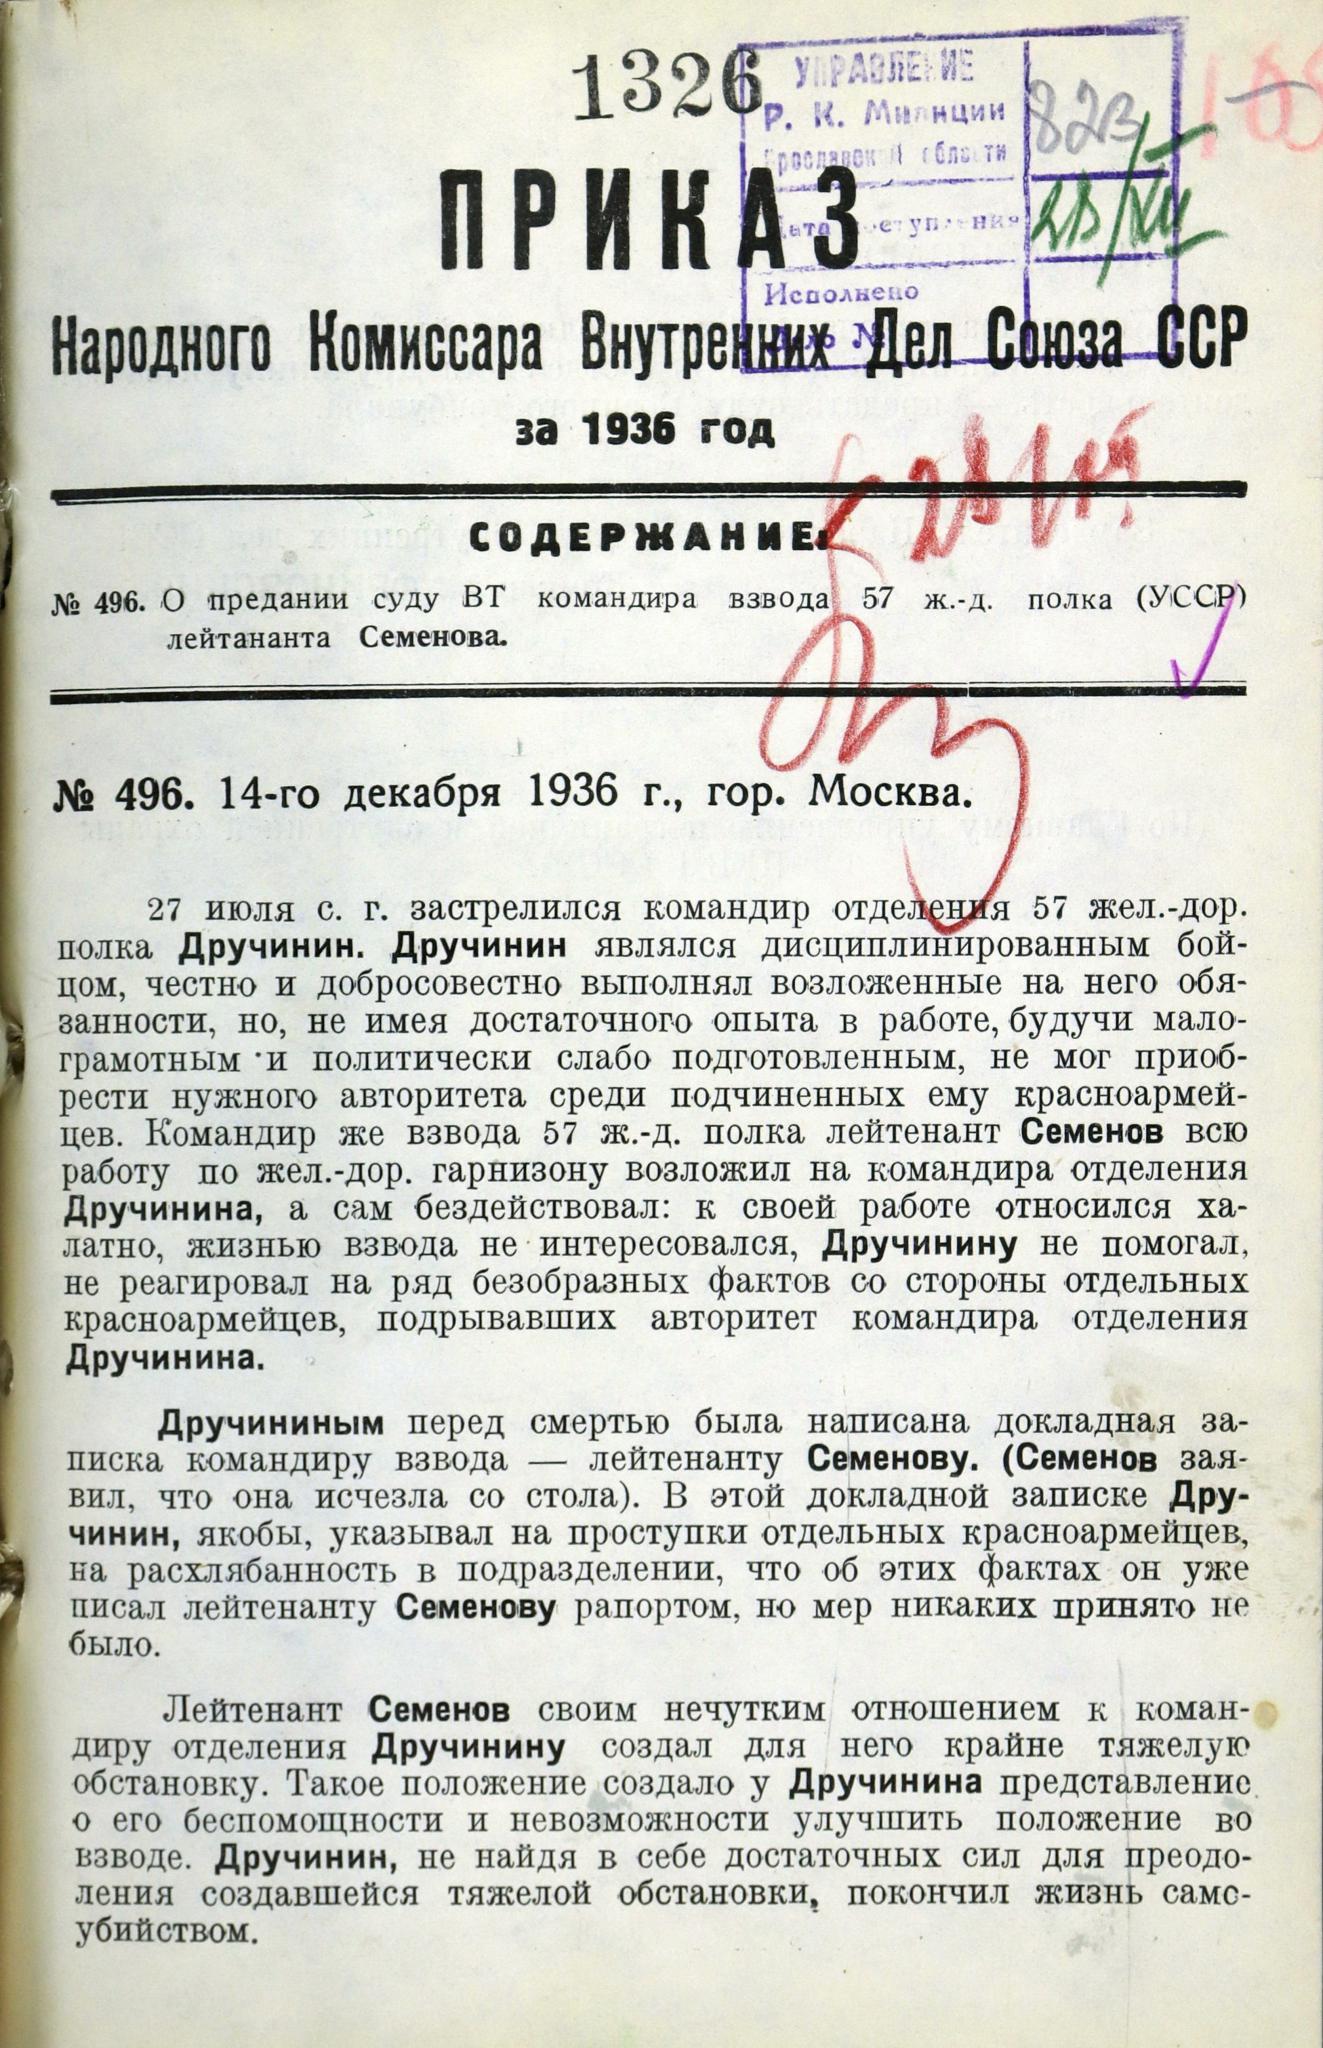 1326
УПРАВЛЕНИЕ
Р. К. Милиции
Ярославской области
823
Дата поступления
28/XII
Исполнено
№
ПРИКАЗ
Народного Комиссара Внутренних Дел Союза ССР
за 1936 год
28/XII
СОДЕРЖАНИЕ:
№ 496. О предании суду ВТ командира взвода 57 ж.-д. полка (УССР)
лейтананта Семенова.
№ 496. 14-го декабря 1936 г., гор. Москва.
27 июля с. г. застрелился командир отделения 57 жел.-дор.
полка Дручинин. Дручинин являлся дисциплинированным бой-
цом, честно и добросовестно выполнял возложенные на него обя-
занности, но, не имея достаточного опыта в работе, будучи мало-
грамотным и политически слабо подготовленным, не мог приоб-
рести нужного авторитета среди подчиненных ему красноармей-
цев. Командир же взвода 57 ж.-д. полка лейтенант Семенов всю
работу по жел.-дор. гарнизону возложил на командира отделения
Дручинина, а сам бездействовал: к своей работе относился ха-
латно, жизнью взвода не интересовался, Дручинину не помогал,
не реагировал на ряд безобразных фактов со стороны отдельных
красноармейцев, подрывавших авторитет командира отделения
Дручинина.
Дручининым перед смертью была написана докладная за-
писка командиру взвода — лейтенанту Семенову. (Семенов зая-
вил, что она исчезла со стола). В этой докладной записке Дру-
чинин, якобы, указывал на проступки отдельных красноармейцев,
на расхлябанность в подразделении, что об этих фактах он уже
писал лейтенанту Семенову рапортом, но мер никаких принято не
было.
Лейтенант Семенов своим нечутким отношением к коман-
диру отделения Дручинину создал для него крайне тяжелую
обстановку. Такое положение создало у Дручинина представление
о его беспомощности и невозможности улучшить положение во
взводе. Дручинин, не найдя в себе достаточных сил для преодо-
ления создавшейся тяжелой обстановки, покончил жизнь само-
убийством.